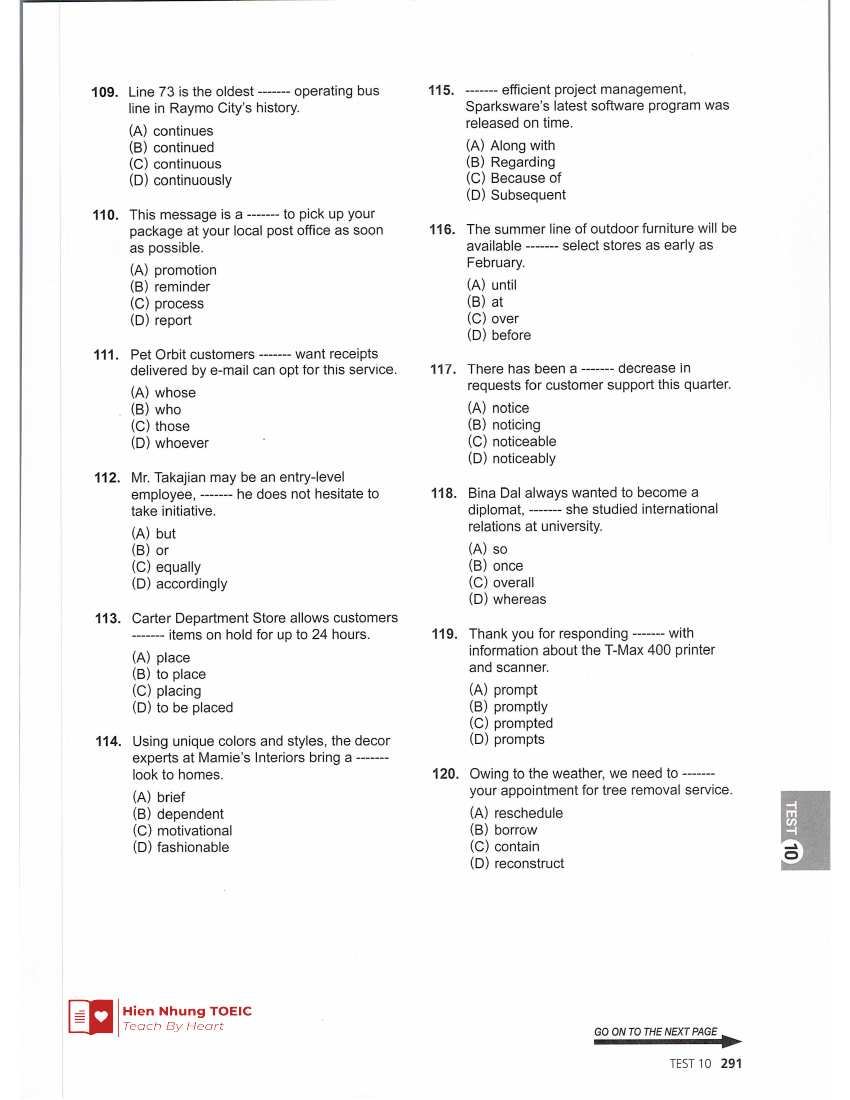 109. Line 73 is the oldest ------- operating bus
line in Raymo City's history.
(A) continues
(B) continued
(C) continuous
(D) continuously
110. This message is a ------- to pick up your
package at your local post office as soon
as possible.
(A) promotion
(B) reminder
(C) process
(D) report
111. Pet Orbit customers ------- want receipts
delivered by e-mail can opt for this service.
(A) whose
(B) who
(C) those
(D) whoever
112. Mr. Takajian may be an entry-level
employee, ------- he does not hesitate to
take initiative.
(A) but
(B) or
(C) equally
(D) accordingly
113. Carter Department Store allows customers
------- items on hold for up to 24 hours.
(A) place
(B) to place
(C) placing
(D) to be placed
114. Using unique colors and styles, the decor
experts at Mamie's Interiors bring a -------
look to homes.
(A) brief
(B) dependent
(C) motivational
(D) fashionable
115. ------- efficient project management,
Sparksware's latest software program was
released on time.
(A) Along with
(B) Regarding
(C) Because of
(D) Subsequent
116. The summer line of outdoor furniture will be
available ------- select stores as early as
February.
(A) until
(B) at
(C) over
(D) before
117. There has been a ------- decrease in
requests for customer support this quarter.
(A) notice
(B) noticing
(C) noticeable
(D) noticeably
118. Bina Dal always wanted to become a
diplomat, ------- she studied international
relations at university.
(A) so
(B) once
(C) overall
(D) whereas
119. Thank you for responding ------- with
information about the T-Max 400 printer
and scanner.
(A) prompt
(B) promptly
(C) prompted
(D) prompts
120. Owing to the weather, we need to -------
your appointment for tree removal service.
(A) reschedule
(B) borrow
(C) contain
(D) reconstruct
TEST 10
Hien Nhung TOEIC
Teach By Heart
GO ON TO THE NEXT PAGE
TEST 10 291